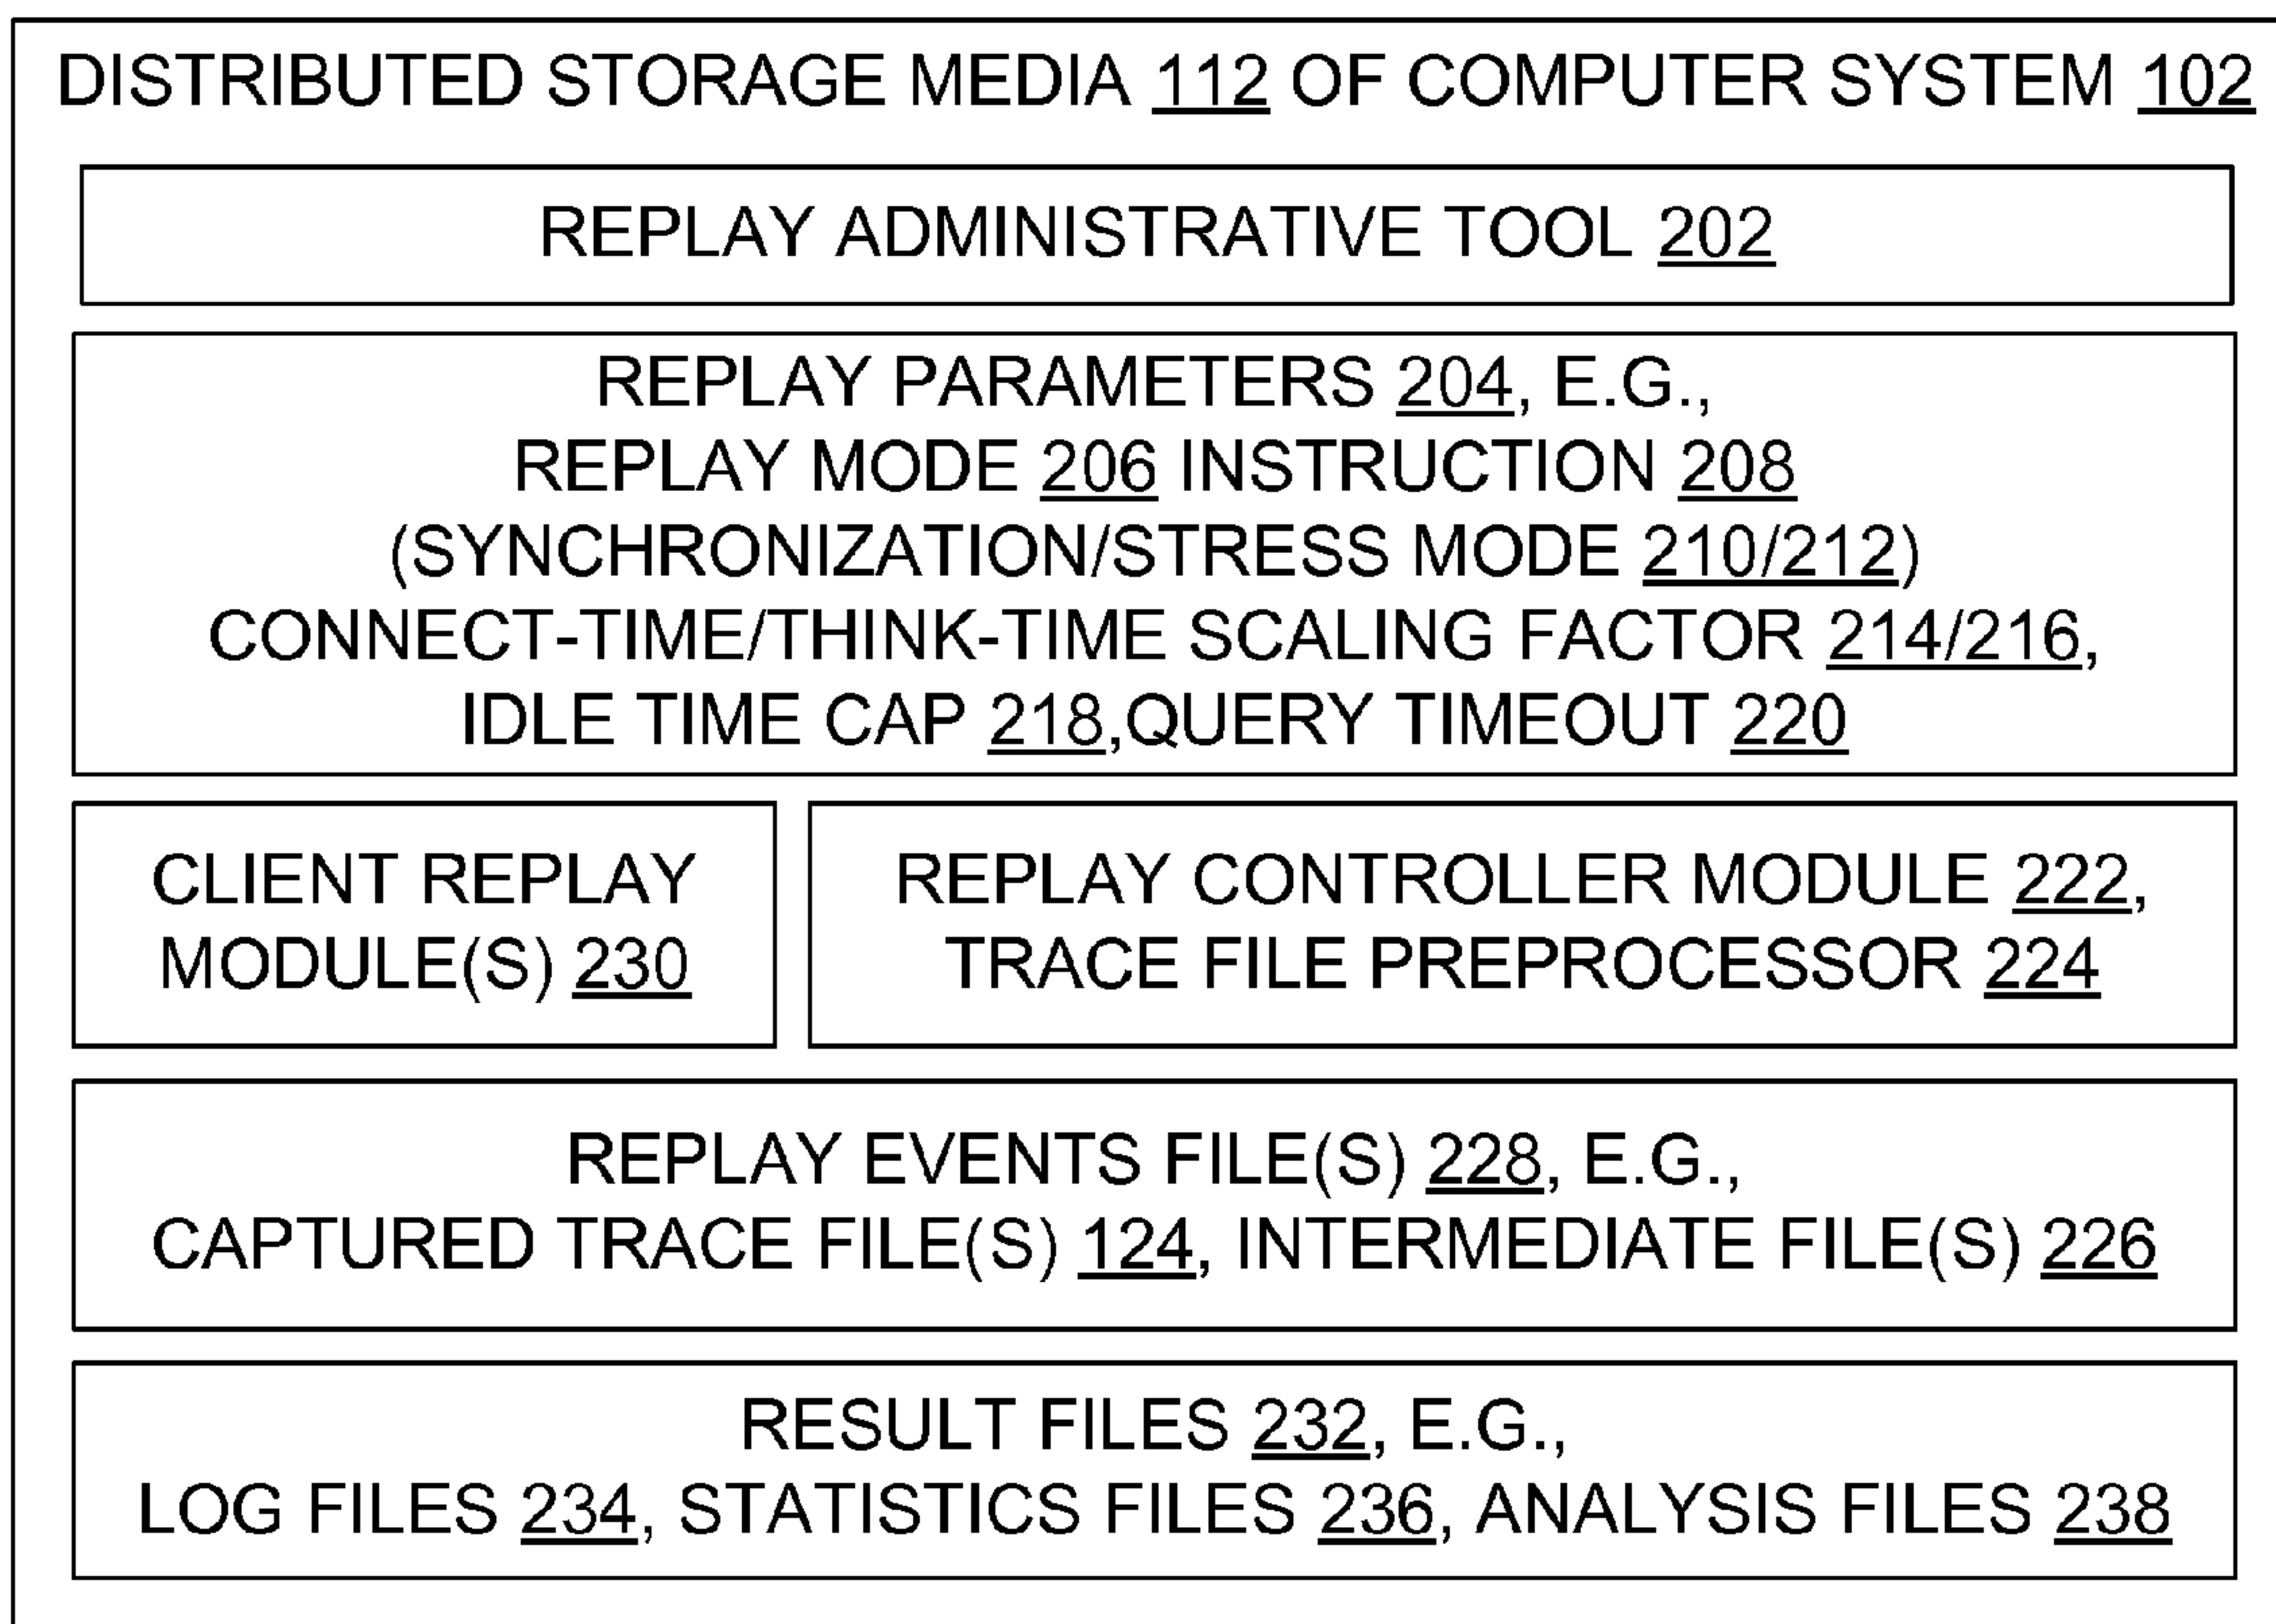 DISTRIBUTED STORAGE MEDIA 112 OF COMPUTER SYSTEM 102
REPLAY ADMINISTRATIVE TOOL 202
REPLAY PARAMETERS 204, E.G.,
REPLAY MODE 206 INSTRUCTION 208
(SYNCHRONIZATION/STRESS MODE 210/212)
CONNECT-TIME/THINK-TIME SCALING FACTOR 214/216,
IDLE TIME CAP 218,QUERY TIMEOUT 220
CLIENT REPLAY
MODULE(S) 230
REPLAY CONTROLLER MODULE 222,
TRACE FILE PREPROCESSOR 224
REPLAY EVENTS FILE(S) 228, E.G.,
CAPTURED TRACE FILE(S) 124, INTERMEDIATE FILE(S) 226
RESULT FILES 232, E.G.,
LOG FILES 234, STATISTICS FILES 236, ANALYSIS FILES 238